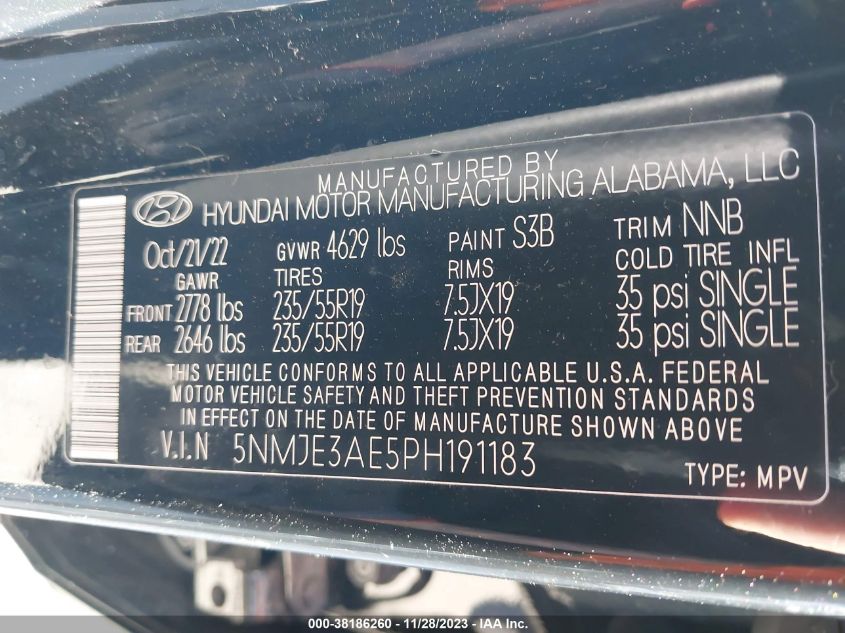 MANUFACTURED BY
HYUNDAI MOTOR MANUFACTURING ALABAMA, LLC
Oct/21/22 GVWR 4629 lbs PAINT S3B TRIM NNB
GAWR TIRES RIMS COLD TIRE INFL
FRONT 2778 lbs 235/55R19 7.5JX19 35 psi SINGLE
REAR 2646 lbs 235/55R19 7.5JX19 35 psi SINGLE
THIS VEHICLE CONFORMS TO ALL APPLICABLE U.S.A. FEDERAL
MOTOR VEHICLE SAFETY AND THEFT PREVENTION STANDARDS
IN EFFECT ON THE DATE OF MANUFACTURE SHOWN ABOVE
V.I.N 5NMJE3AE5PH191183
TYPE: MPV
000-38186260 - 11/28/2023 - IAA Inc.